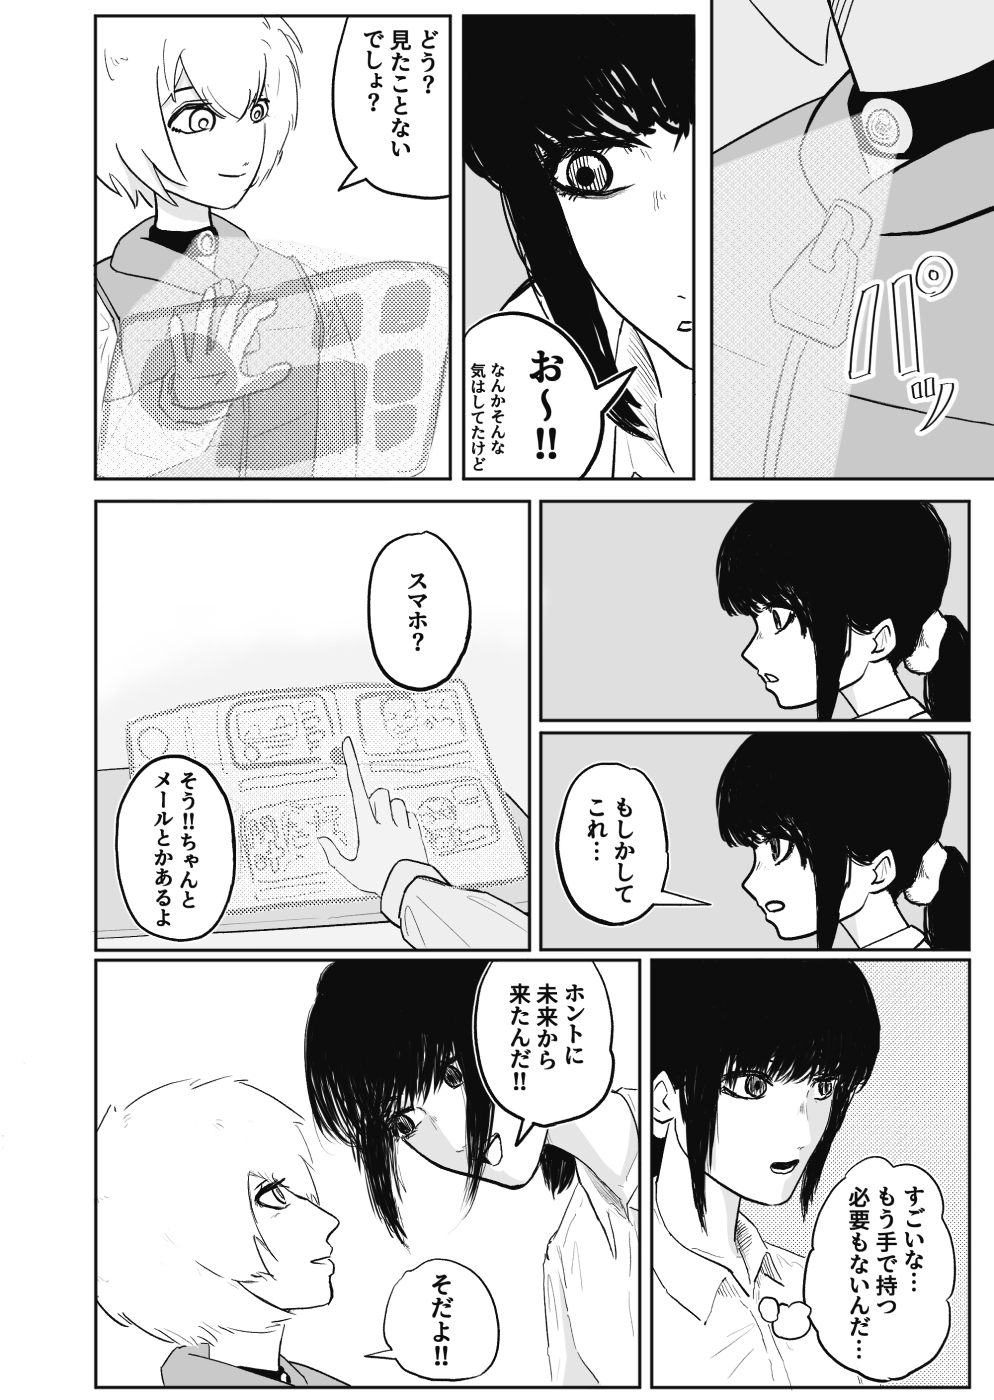 パッ
お〜!!
なんかそんな
気はしてたけど
どう?
見たことない
でしょ?
もしかして
これ…
スマホ?
そう!!ちゃんと
メールとかあるよ
すごいな…
もう手で持つ
必要もないんだ…
ホントに
未来から
来たんだ!!
そだよ!!